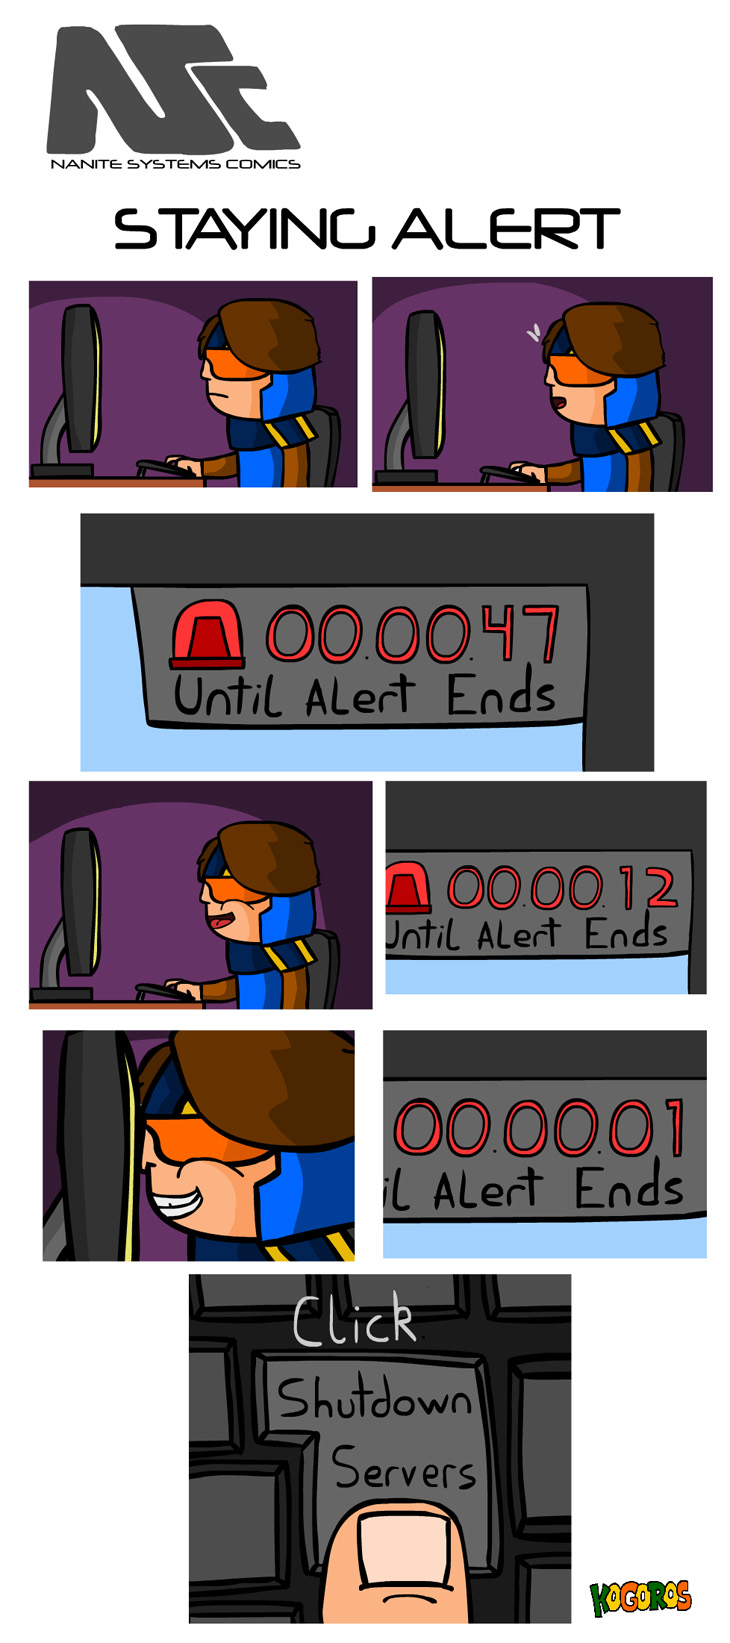 NSC
NANITE SYSTEMS COMICS
STAYING ALERT
00.00.47
Until Alert Ends
00.00.12
Until Alert Ends
00.00.01
il Alert Ends
Click
Shutdown
Servers
KOGOROS